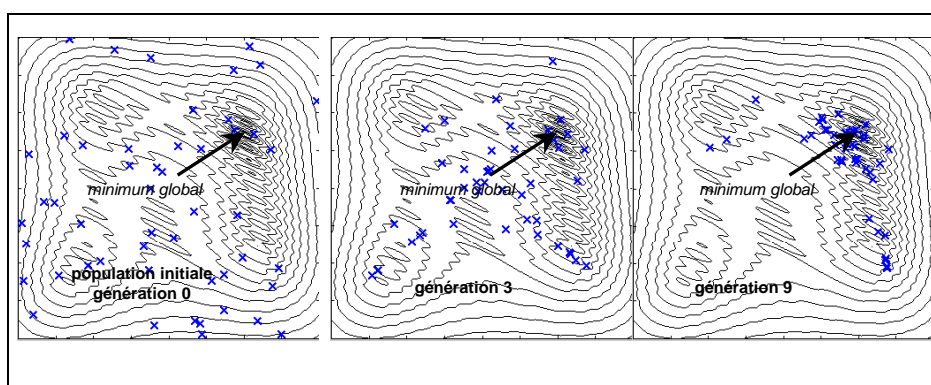 minimum global
population initiale
génération 0
minimum global
génération 3
minimum global
génération 9